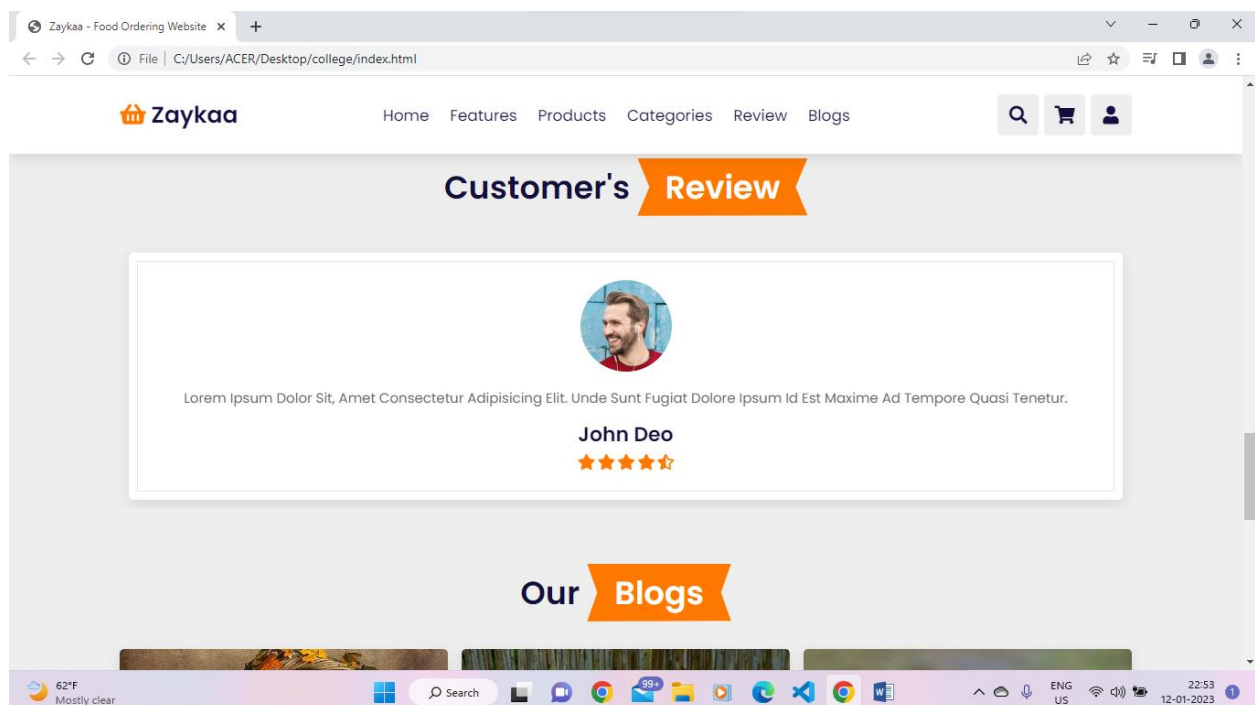 Zaykaa - Food Ordering Website
File | C:/Users/ACER/Desktop/college/index.html
Zaykaa Home Features Products Categories Review Blogs
Customer's Review
Lorem Ipsum Dolor Sit, Amet Consectetur Adipisicing Elit. Unde Sunt Fugiat Dolore Ipsum Id Est Maxime Ad Tempore Quasi Tenetur.
John Deo
Our Blogs
62°F
Mostly clear
Search
99+
W
ENG
US
22:53
12-01-2023
1